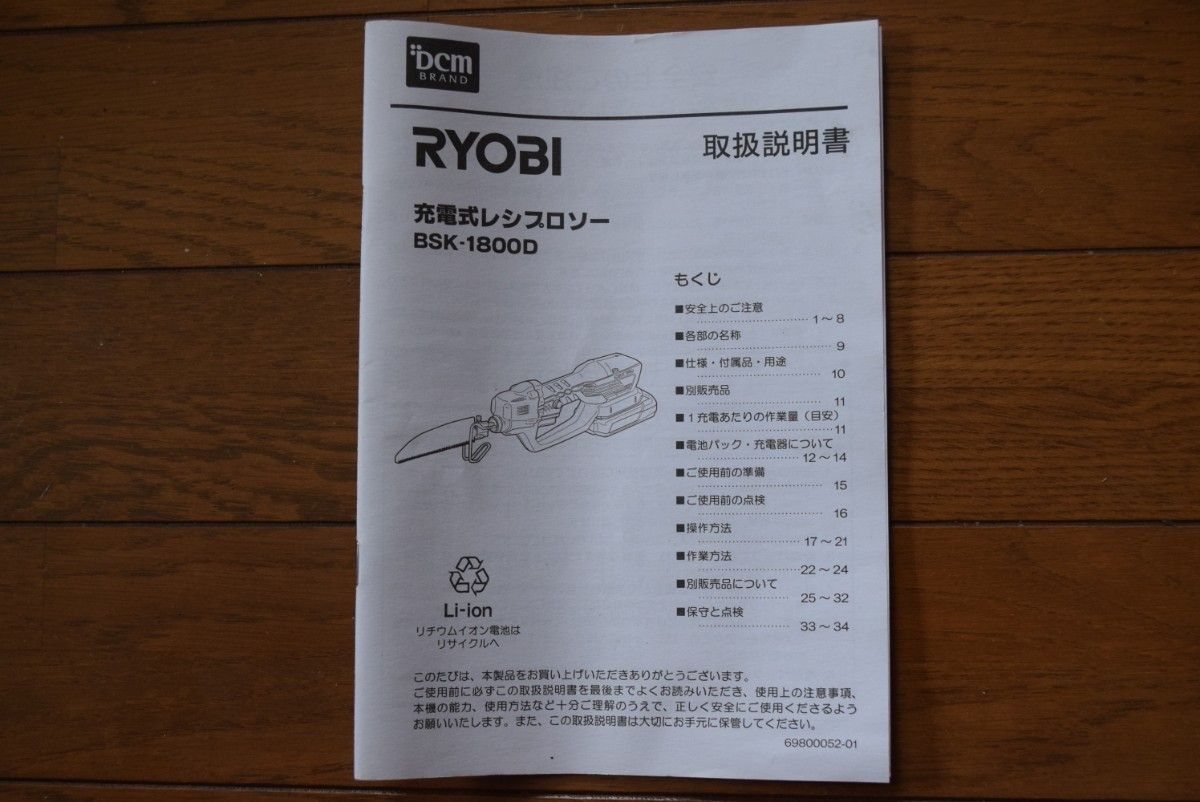 DCM
BRAND
RYOBI
取扱説明書
充電式レシプロソー
BSK-1800D
もくじ
■安全上のご注意
1～8
■各部の名称
9
■仕様・付属品・用途
10
■別販売品
11
■1充電あたりの作業量（目安）
11
■電池パック・充電器について
12～14
■ご使用前の準備
15
■ご使用前の点検
16
■操作方法
17～21
■作業方法
22～24
■別販売品について
25～32
■保守と点検
33～34
Li-ion
リチウムイオン電池は
リサイクルへ
このたびは、本製品をお買い上げいただきありがとうございます。
ご使用前に必ずこの取扱説明書を最後までよくお読みいただき、使用上の注意事項、
本機の能力、使用方法など十分ご理解のうえで、正しく安全にご使用くださるよう
お願いいたします。また、この取扱説明書は大切にお手元に保管してください。
69800052-01